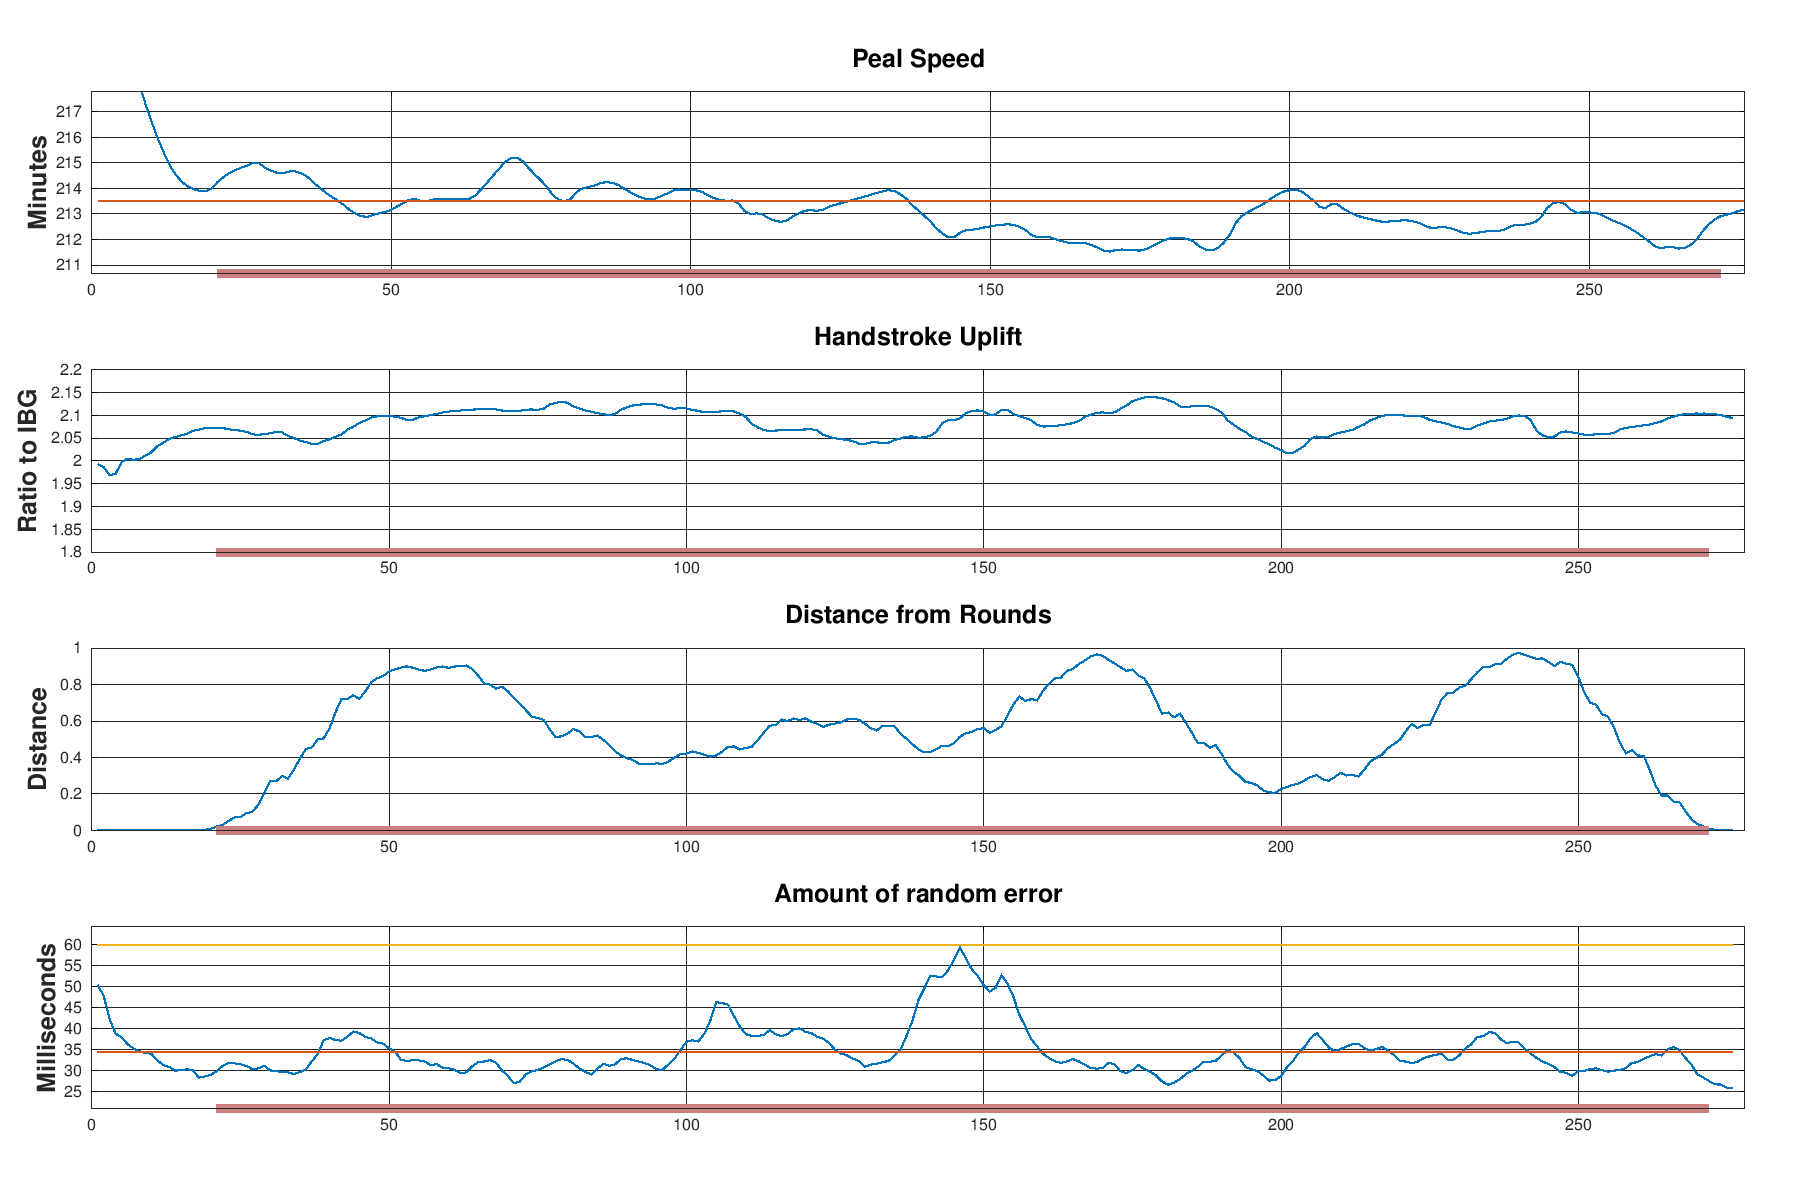 Peal Speed
Minutes
217
216
215
214
213
212
211
0 50 100 150 200 250
Handstroke Uplift
Ratio to IBG
2.2
2.15
2.1
2.05
2
1.95
1.9
1.85
1.8
0 50 100 150 200 250
Distance from Rounds
Distance
1
0.8
0.6
0.4
0.2
0
0 50 100 150 200 250
Amount of random error
Milliseconds
60
55
50
45
40
35
30
25
0 50 100 150 200 250